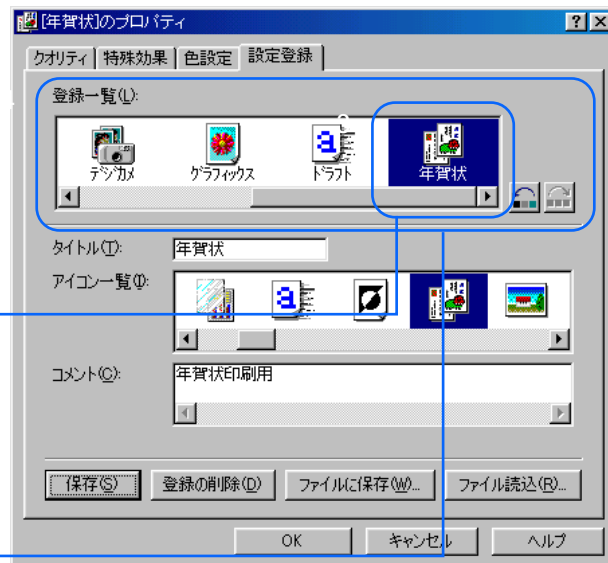 [年賀状]のプロパティ
クオリティ 特殊効果 色設定 設定登録
登録一覧(L):
デジカメ グラフィックス ドラフト 年賀状
タイトル(T): 年賀状
アイコン一覧(I):
コメント(C): 年賀状印刷用
保存(S) 登録の削除(D) ファイルに保存(W)... ファイル読込(R)...
OK キャンセル ヘルプ